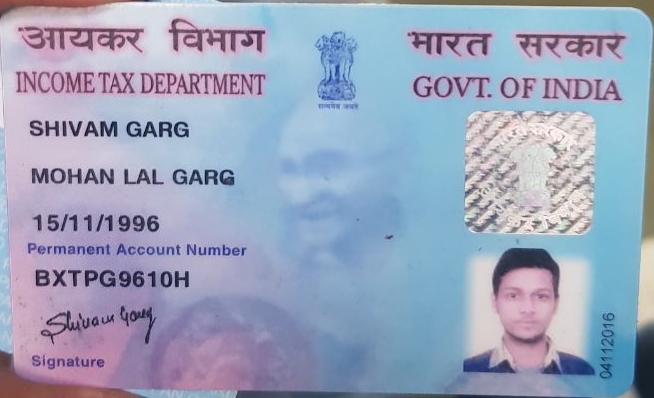 आयकर विभाग
INCOME TAX DEPARTMENT
सत्यमेव जयते
भारत सरकार
GOVT. OF INDIA
SHIVAM GARG
MOHAN LAL GARG
15/11/1996
Permanent Account Number
BXTPG9610H
Shivam Garg
Signature
04112016